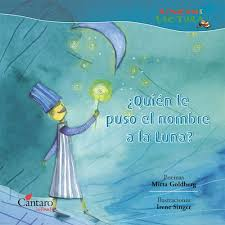 ¿Quién le
puso el nombre
a la Luna?
Poemas
Mirta Goldberg
Ilustraciones
Irene Singer
Cántaro